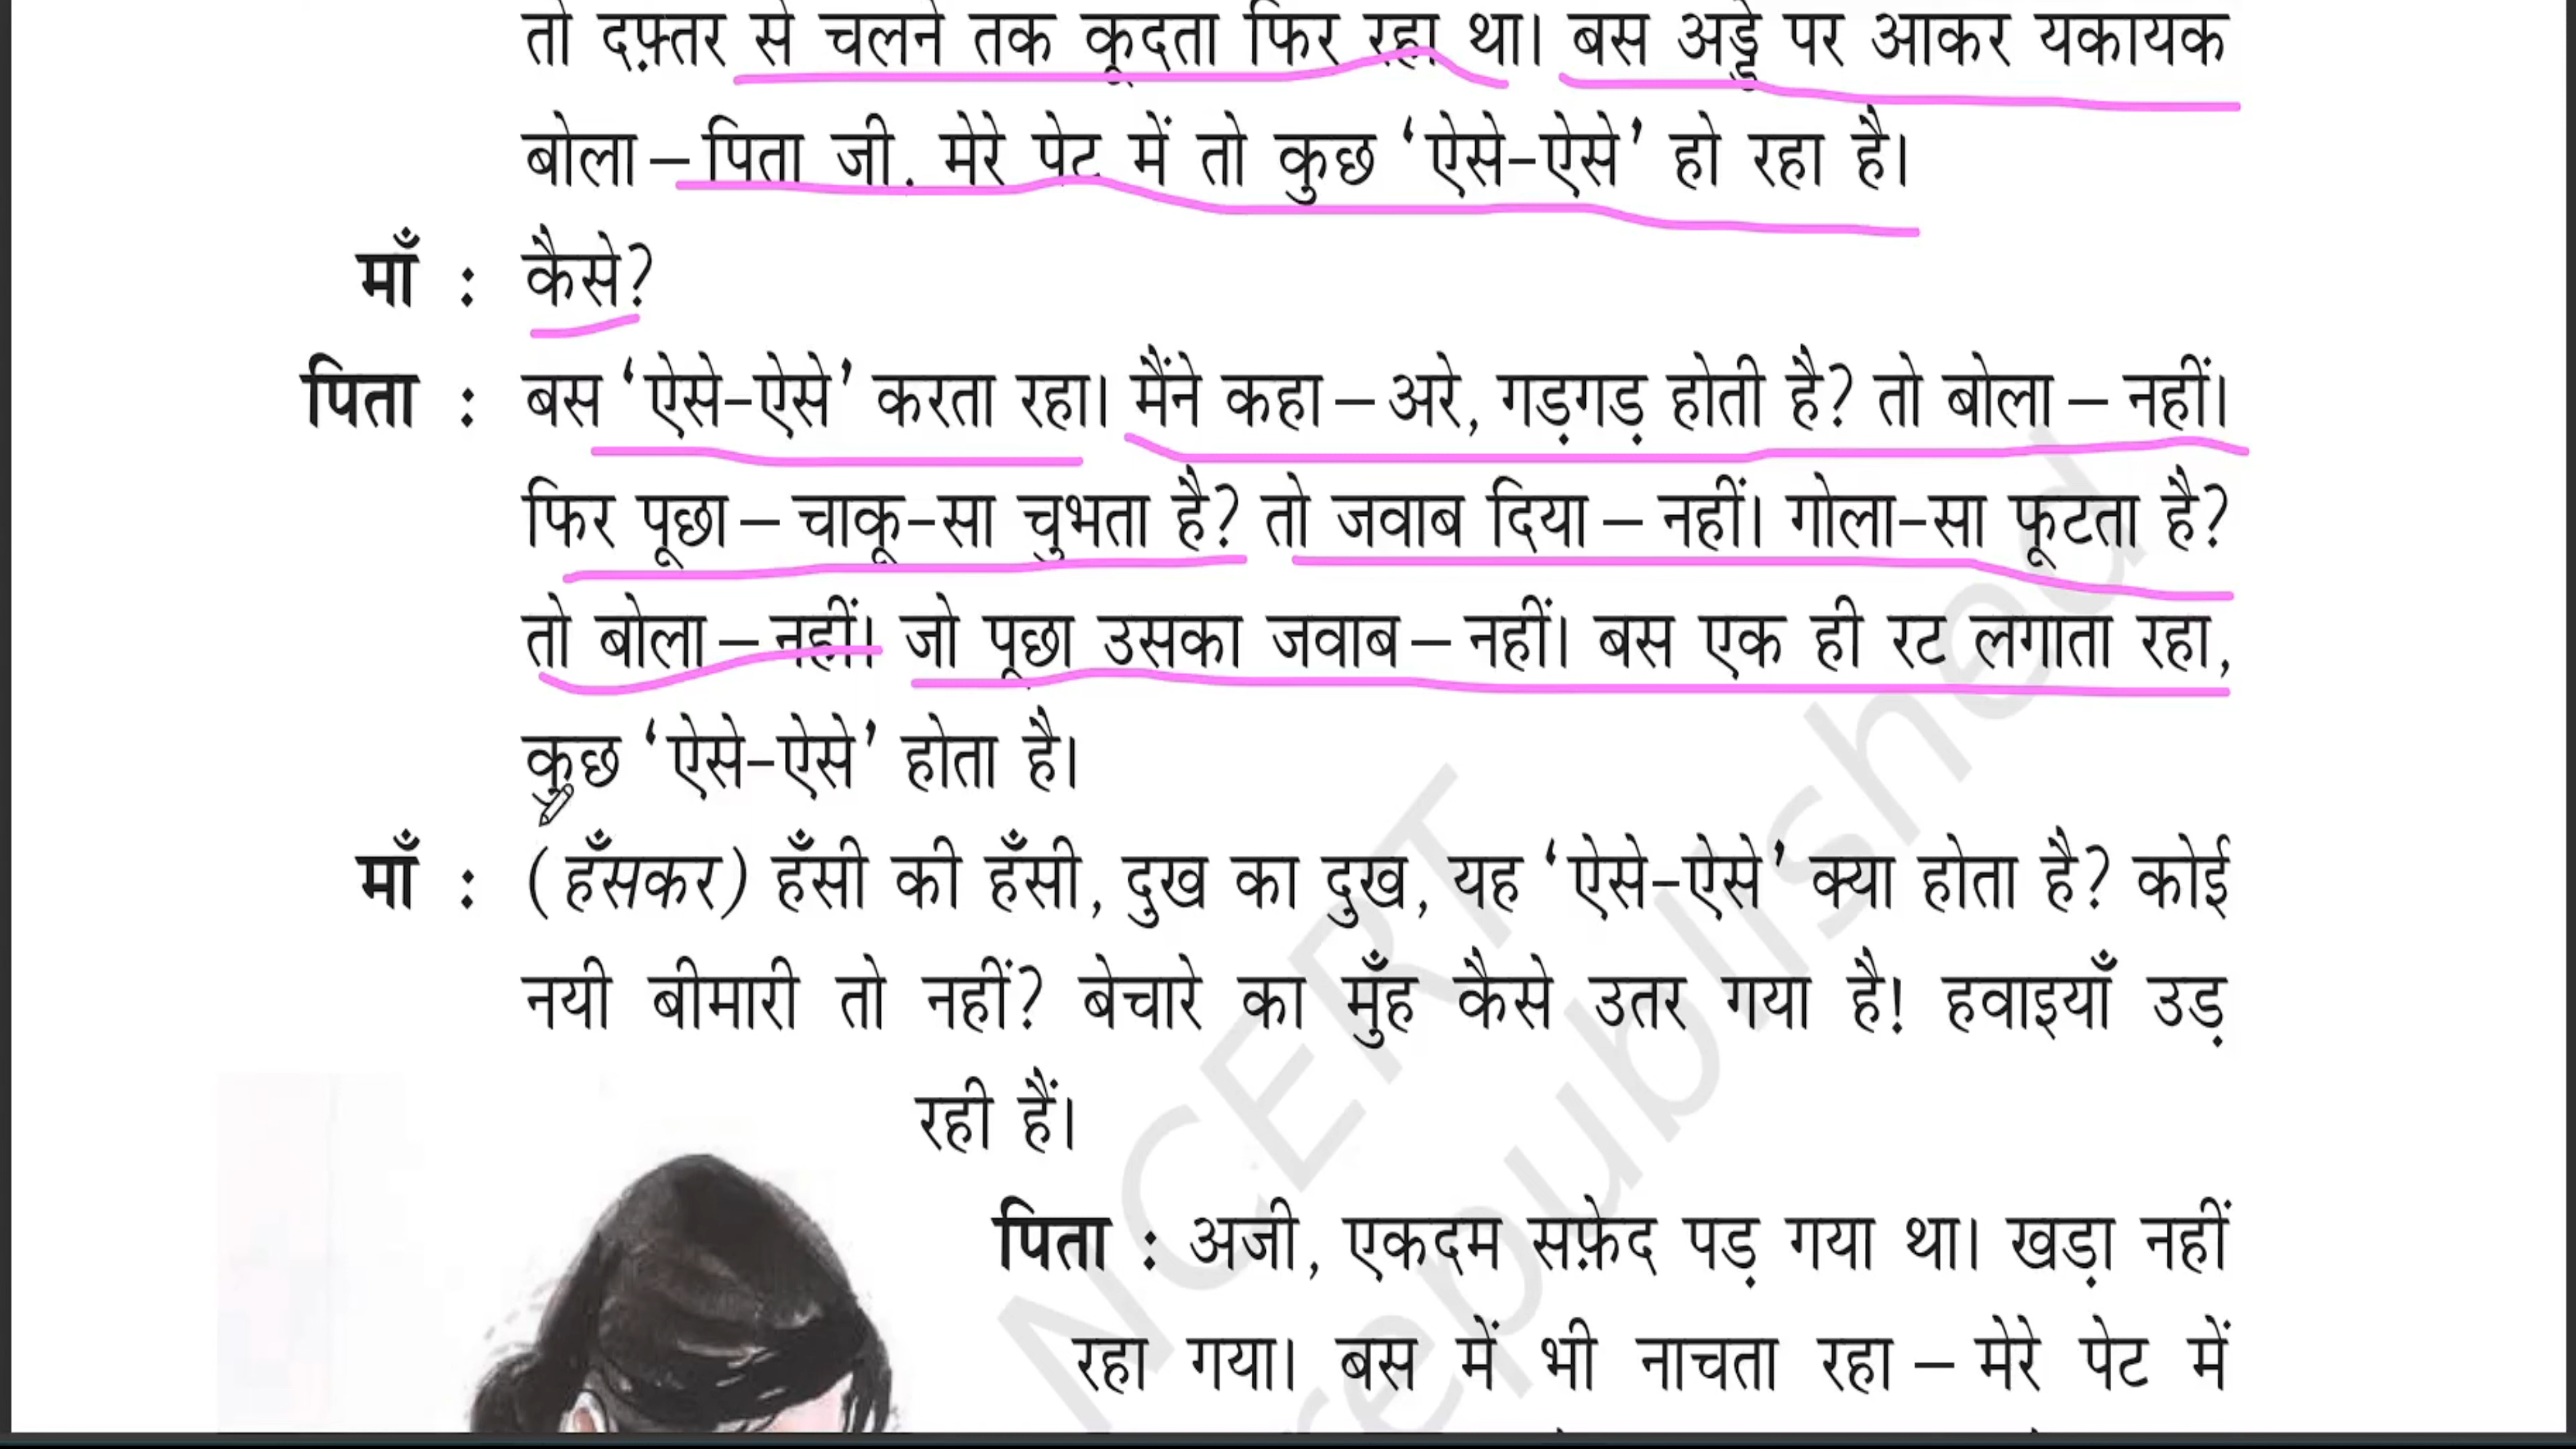 तो दफ़्तर से चलने तक कूदता फिर रहा था। बस अड्डे पर आकर यकायक
बोला – पिता जी, मेरे पेट में तो कुछ ‘ऐसे-ऐसे’ हो रहा है।
माँ : कैसे?
पिता : बस ‘ऐसे-ऐसे’ करता रहा। मैंने कहा – अरे, गड़गड़ होती है? तो बोला – नहीं।
फिर पूछा – चाकू-सा चुभता है? तो जवाब दिया – नहीं। गोला-सा फूटता है?
तो बोला – नहीं। जो पूछा उसका जवाब – नहीं। बस एक ही रट लगाता रहा,
कुछ ‘ऐसे-ऐसे’ होता है।
माँ : (हँसकर) हँसी की हँसी, दुख का दुख, यह ‘ऐसे-ऐसे’ क्या होता है? कोई
नयी बीमारी तो नहीं? बेचारे का मुँह कैसे उतर गया है! हवाइयाँ उड़
रही हैं।
पिता : अजी, एकदम सफ़ेद पड़ गया था। खड़ा नहीं
रहा गया। बस में भी नाचता रहा – मेरे पेट में
NCERT
republished